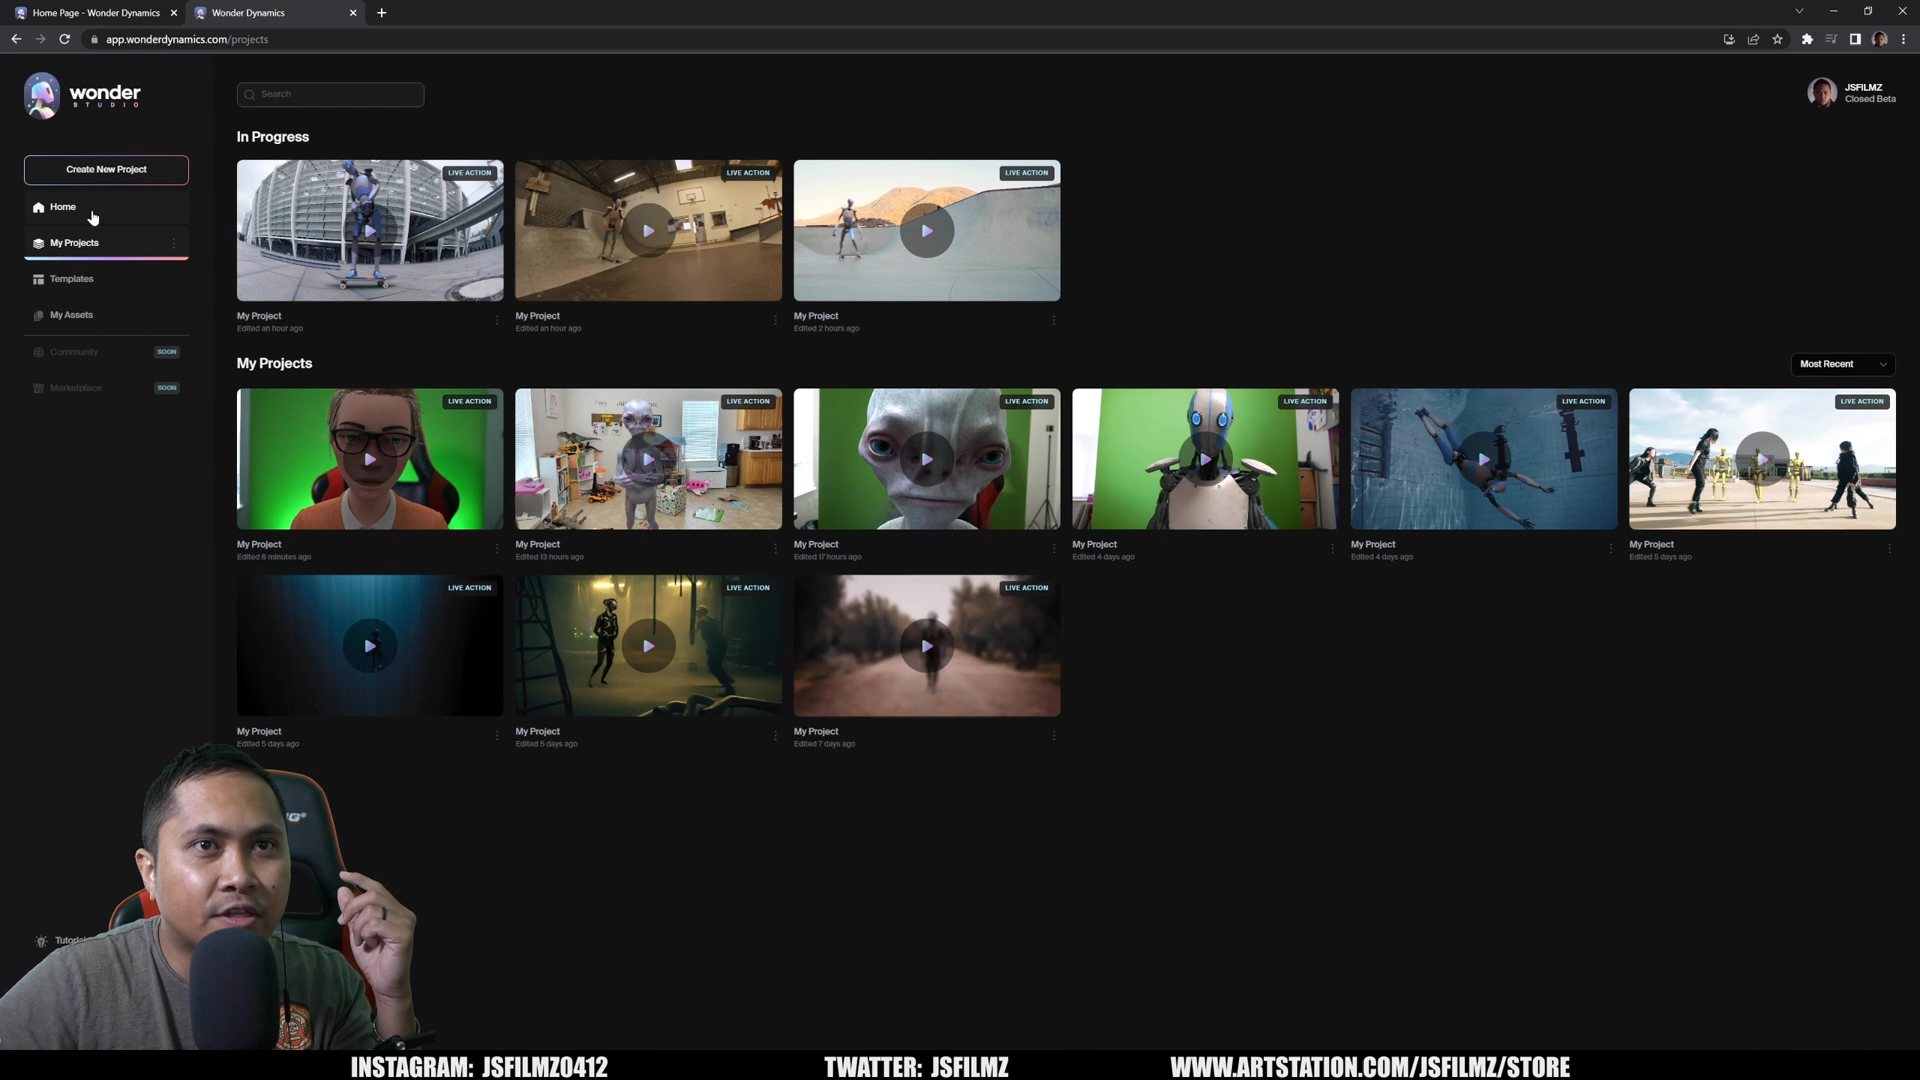 Home Page - Wonder Dynamics
Wonder Dynamics
app.wonderdynamics.com/projects
wonder
STUDIO
Search
JSFILMZ
Closed Beta
Create New Project
Home
My Projects
Templates
My Assets
Community SOON
Marketplace SOON
In Progress
LIVE ACTION
LIVE ACTION
LIVE ACTION
My Project
Edited an hour ago
My Project
Edited an hour ago
My Project
Edited 2 hours ago
My Projects
Most Recent
LIVE ACTION
LIVE ACTION
LIVE ACTION
LIVE ACTION
LIVE ACTION
LIVE ACTION
My Project
Edited 6 minutes ago
My Project
Edited 13 hours ago
My Project
Edited 17 hours ago
My Project
Edited 4 days ago
My Project
Edited 4 days ago
My Project
Edited 5 days ago
LIVE ACTION
LIVE ACTION
LIVE ACTION
My Project
Edited 5 days ago
My Project
Edited 5 days ago
My Project
Edited 7 days ago
INSTAGRAM: JSFILMZ0412
TWATTER: JSFILMZ
WWW.ARTSTATION.COM/JSFILMZ/STORE